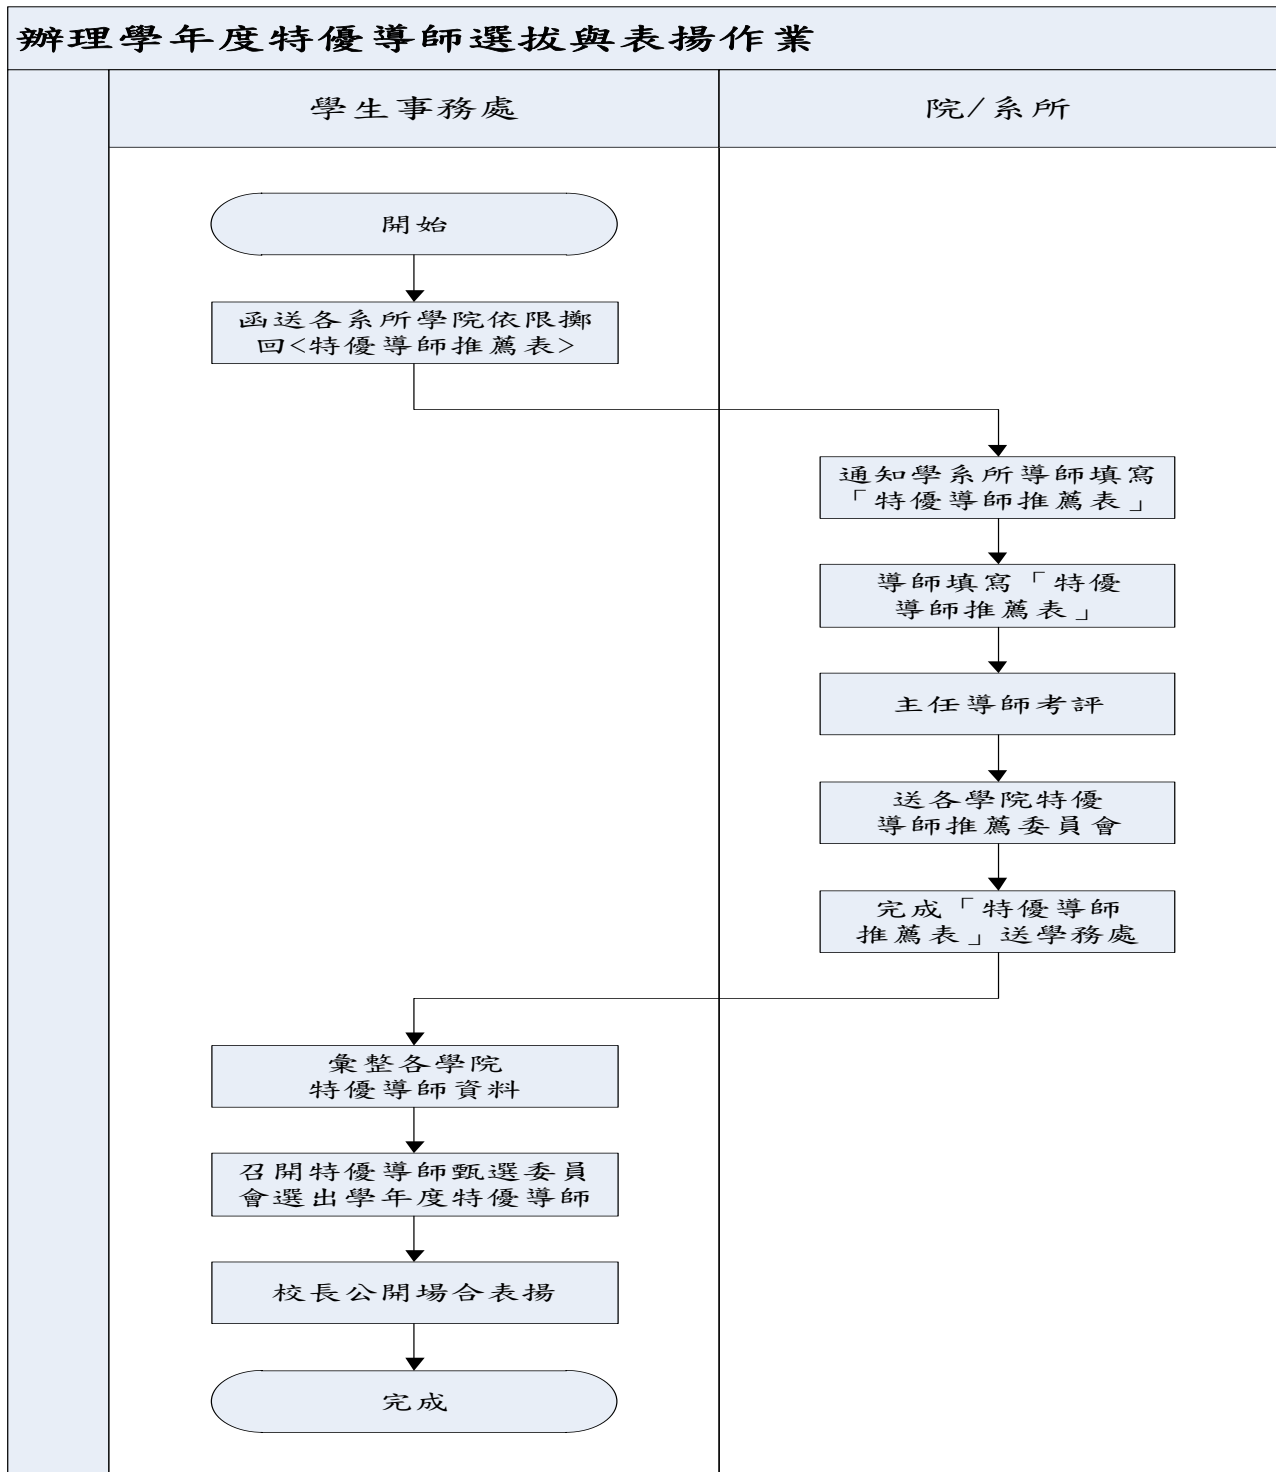 辦理學年度特優導師選拔與表揚作業
學生事務處
院/系所
開始
函送各系所學院依限擲
回<特優導師推薦表>
通知學系所導師填寫
「特優導師推薦表」
導師填寫「特優
導師推薦表」
主任導師考評
送各學院特優
導師推薦委員會
完成「特優導師
推薦表」送學務處
彙整各學院
特優導師資料
召開特優導師甄選委員
會選出學年度特優導師
校長公開場合表揚
完成